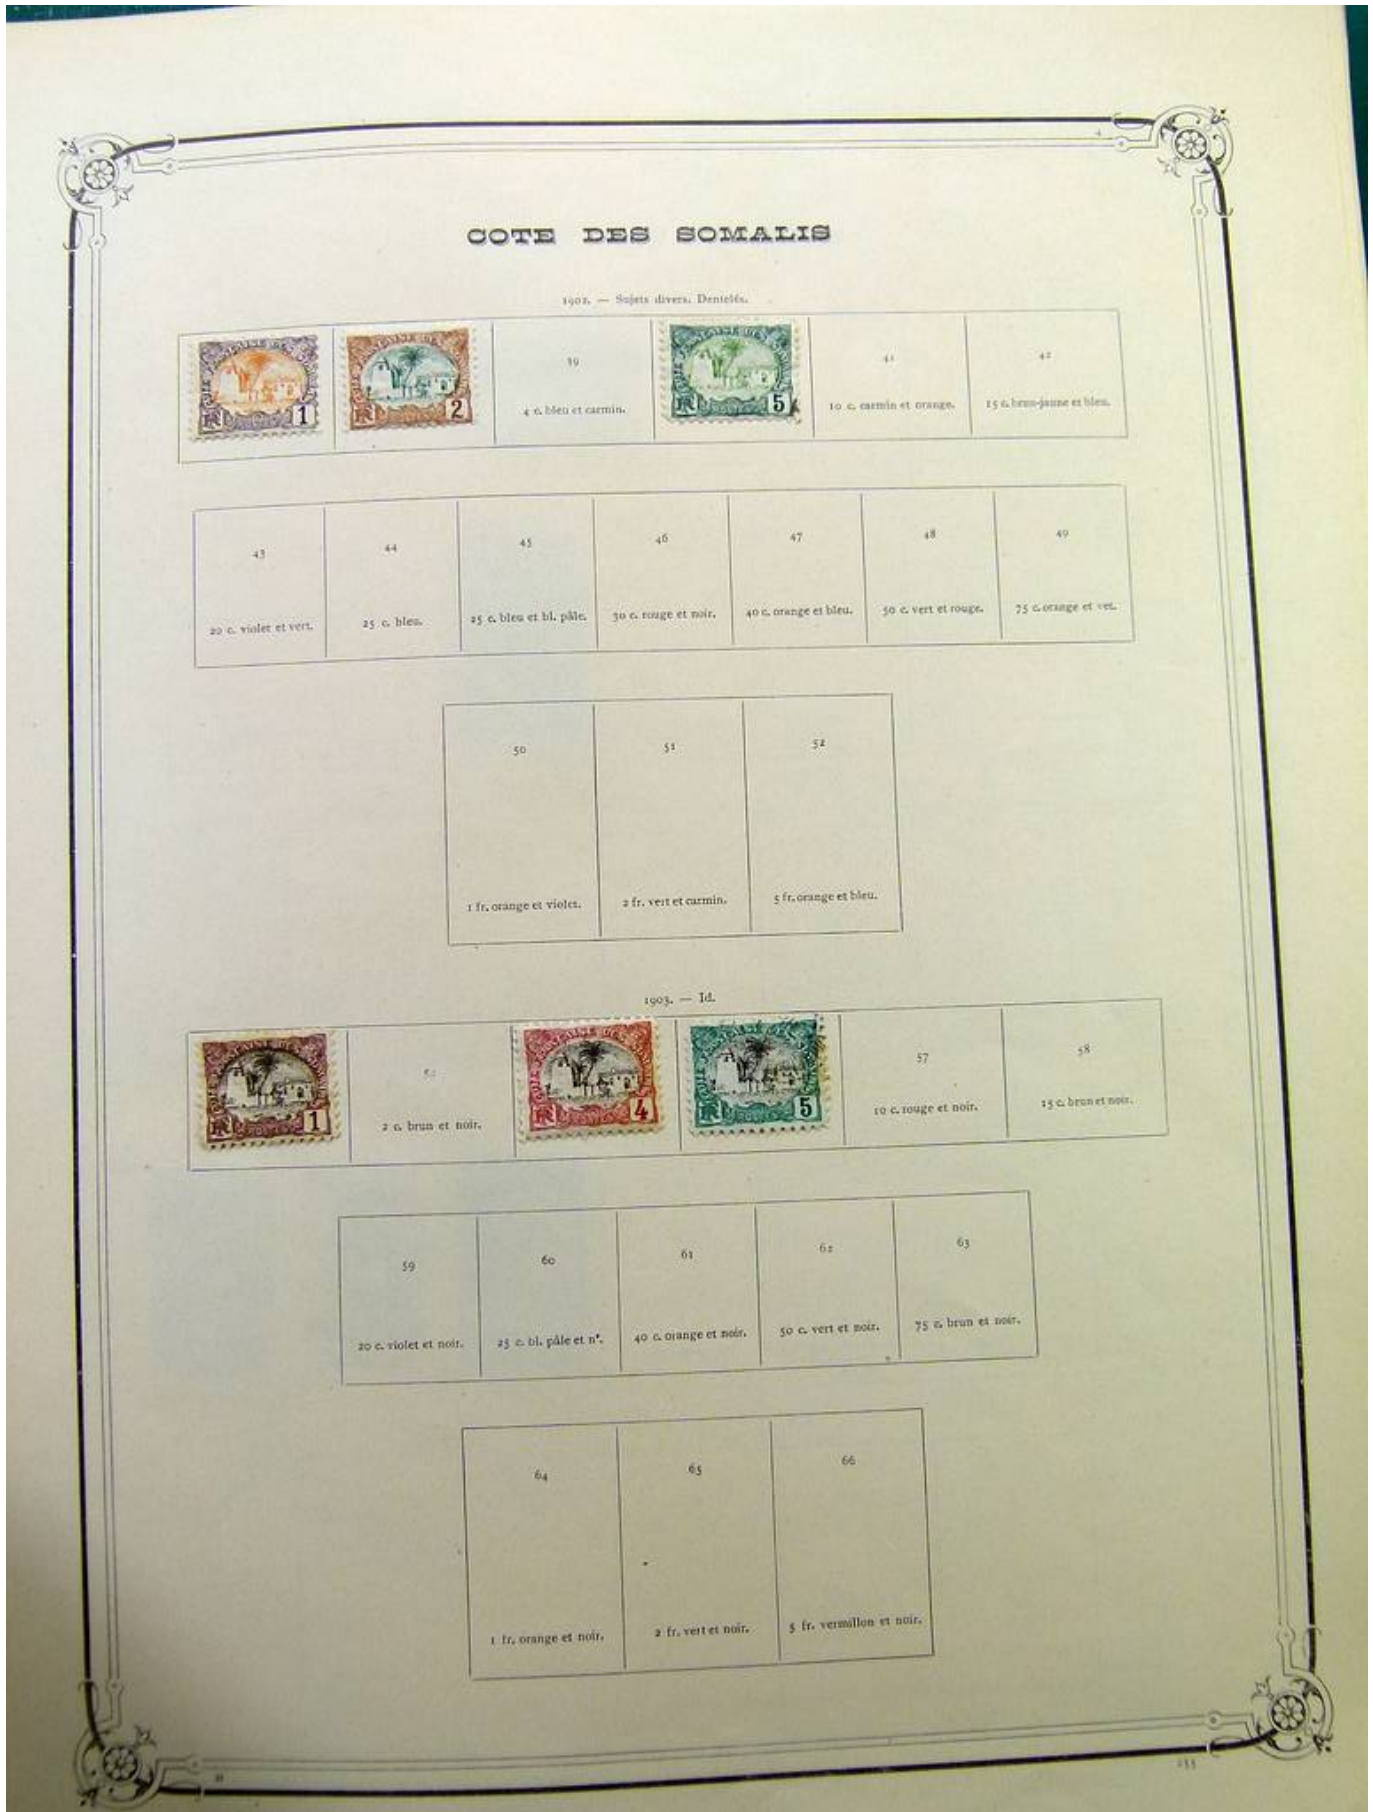 COTE DES SOMALIS
1902. — Sujets divers. Dentelés.
1
2
39
4 c. bleu et carmin.
5
41
10 c. carmin et orange.
42
15 c. brun-jaune et bleu.
43
20 c. violet et vert.
44
25 c. bleu.
45
25 c. bleu et bl. pâle.
46
30 c. rouge et noir.
47
40 c. orange et bleu.
48
50 c. vert et rouge.
49
75 c. orange et vet.
50
1 fr. orange et violet.
51
2 fr. vert et carmin.
52
5 fr. orange et bleu.
1903. — Id.
1
2 c. brun et noir.
4
5
57
10 c. rouge et noir.
58
15 c. brun et noir.
59
20 c. violet et noir.
60
25 c. bl. pâle et nʳ.
61
40 c. orange et noir.
62
50 c. vert et noir.
63
75 c. brun et noir.
64
1 fr. orange et noir.
65
2 fr. vert et noir.
66
5 fr. vermillon et noir.